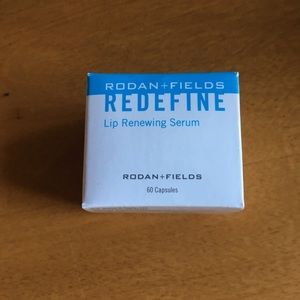 RODAN+FIELDS
REDEFINE
Lip Renewing Serum
RODAN+FIELDS
60 Capsules